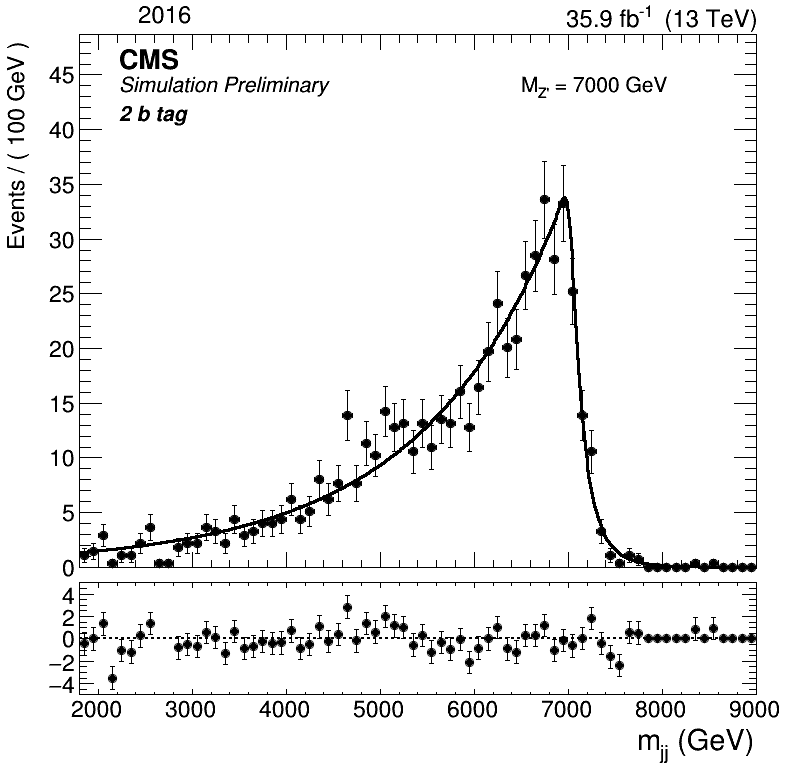 2016
35.9 fb⁻¹ (13 TeV)
CMS
Simulation Preliminary
2 b tag
M_Z' = 7000 GeV
Events / ( 100 GeV )
45
40
35
30
25
20
15
10
5
0
4
2
0
−2
−4
2000 3000 4000 5000 6000 7000 8000 9000
m_jj (GeV)